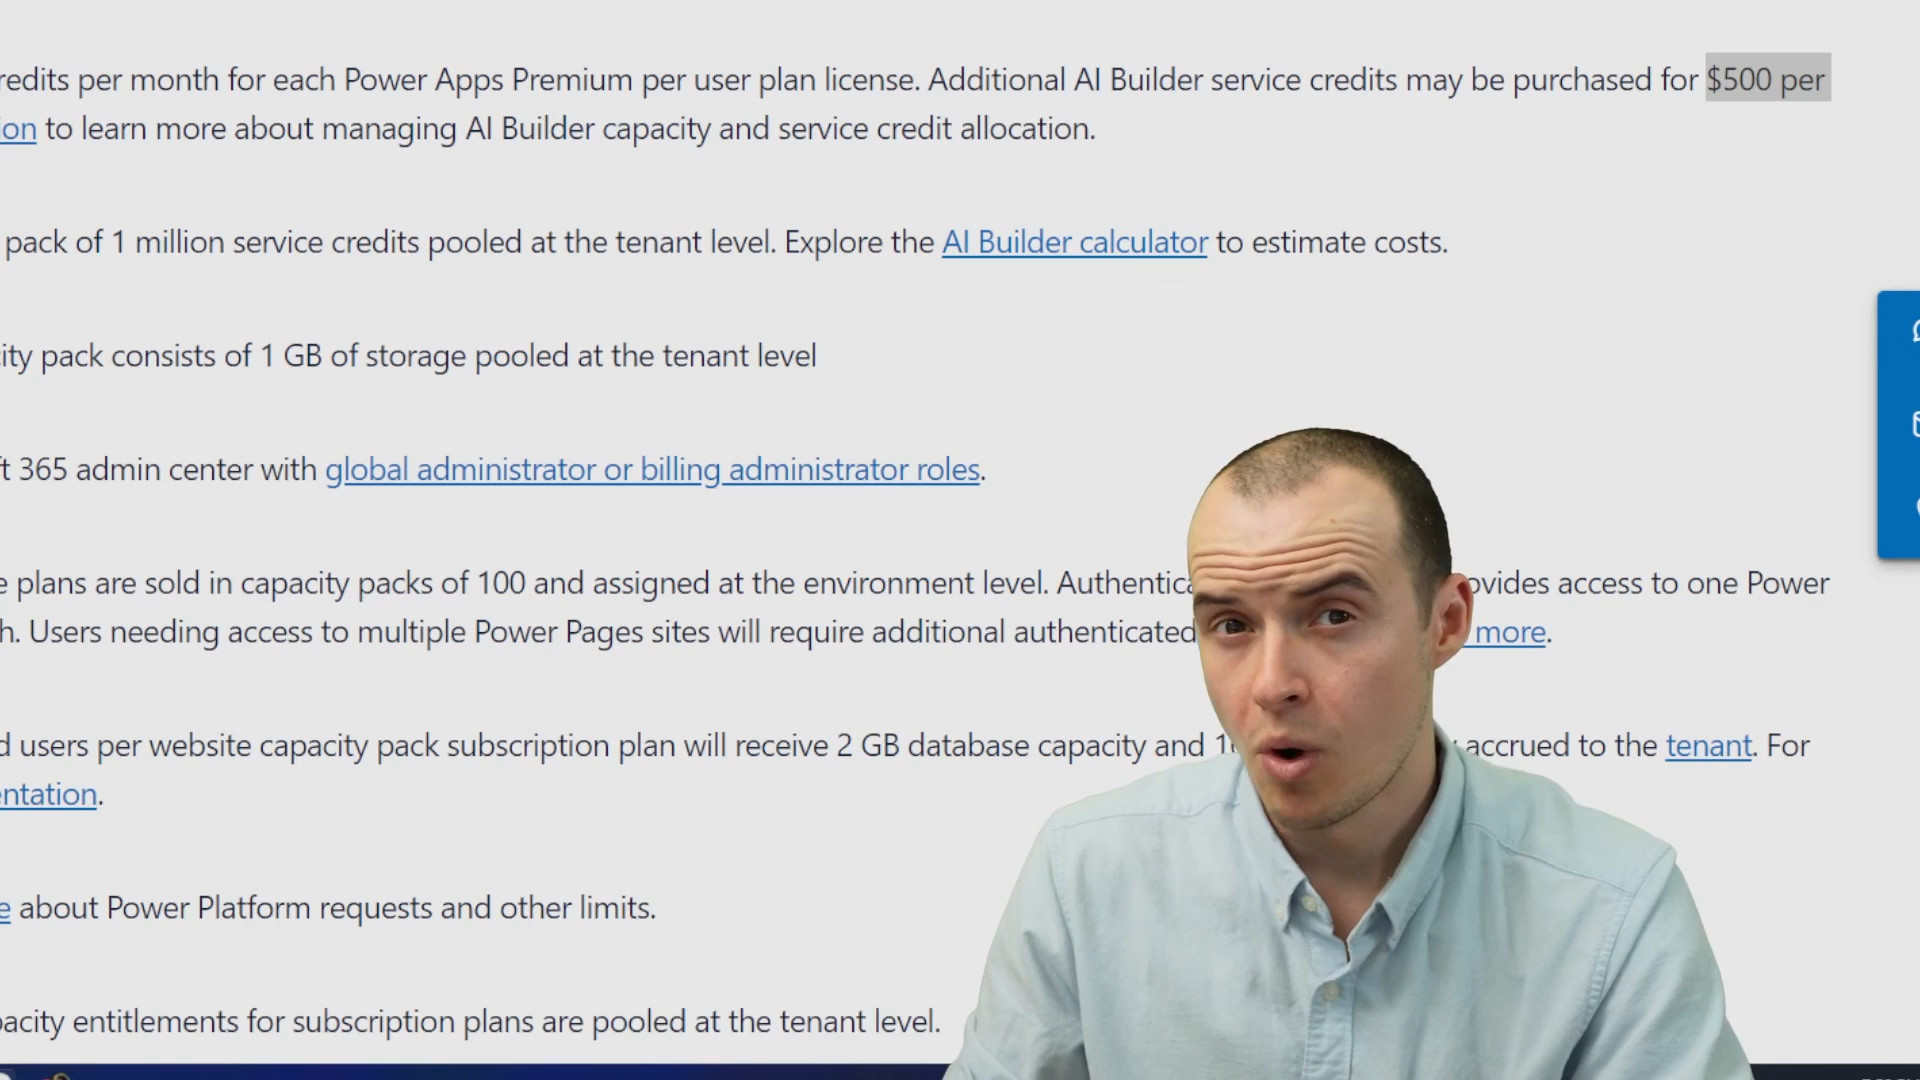 redits per month for each Power Apps Premium per user plan license. Additional AI Builder service credits may be purchased for $500 per
ion to learn more about managing AI Builder capacity and service credit allocation.
pack of 1 million service credits pooled at the tenant level. Explore the AI Builder calculator to estimate costs.
ity pack consists of 1 GB of storage pooled at the tenant level
t 365 admin center with global administrator or billing administrator roles.
e plans are sold in capacity packs of 100 and assigned at the environment level. Authentica ovides access to one Power
h. Users needing access to multiple Power Pages sites will require additional authenticated more.
d users per website capacity pack subscription plan will receive 2 GB database capacity and accrued to the tenant. For
entation.
e about Power Platform requests and other limits.
pacity entitlements for subscription plans are pooled at the tenant level.